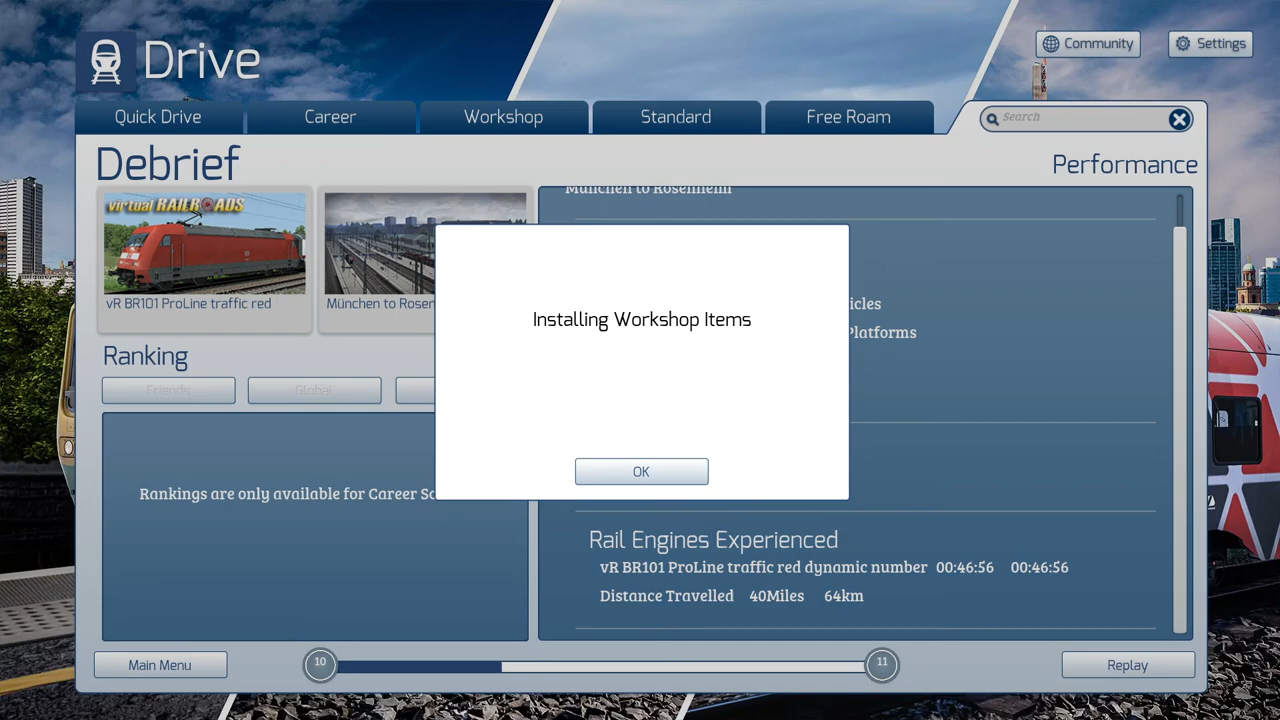 Drive
Community
Settings
Quick Drive
Career
Workshop
Standard
Free Roam
Search
Debrief
Performance
virtual RAILROADS
vR BR101 ProLine traffic red
München to Rosen
München to Rosenheim
icles
Platforms
Installing Workshop Items
OK
Ranking
Friends
Global
Rankings are only available for Career Sc
Rail Engines Experienced
vR BR101 ProLine traffic red dynamic number 00:46:56 00:46:56
Distance Travelled 40Miles 64km
Main Menu
10
11
Replay